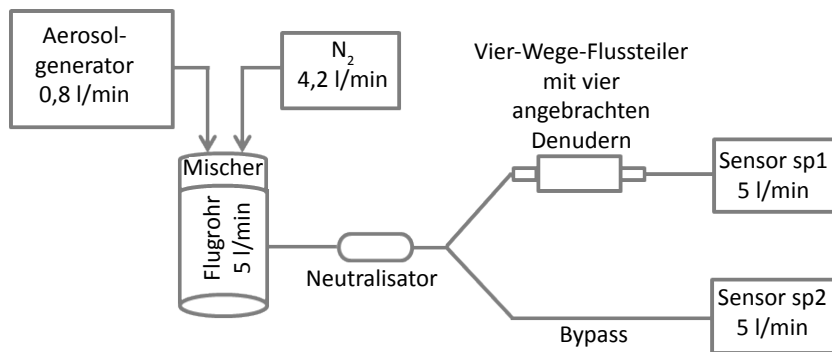 Aerosol-
generator
0,8 l/min
N2
4,2 l/min
Mischer
Flugrohr
5 l/min
Neutralisator
Vier-Wege-Flussteiler
mit vier
angebrachten
Denudern
Sensor sp1
5 l/min
Bypass
Sensor sp2
5 l/min